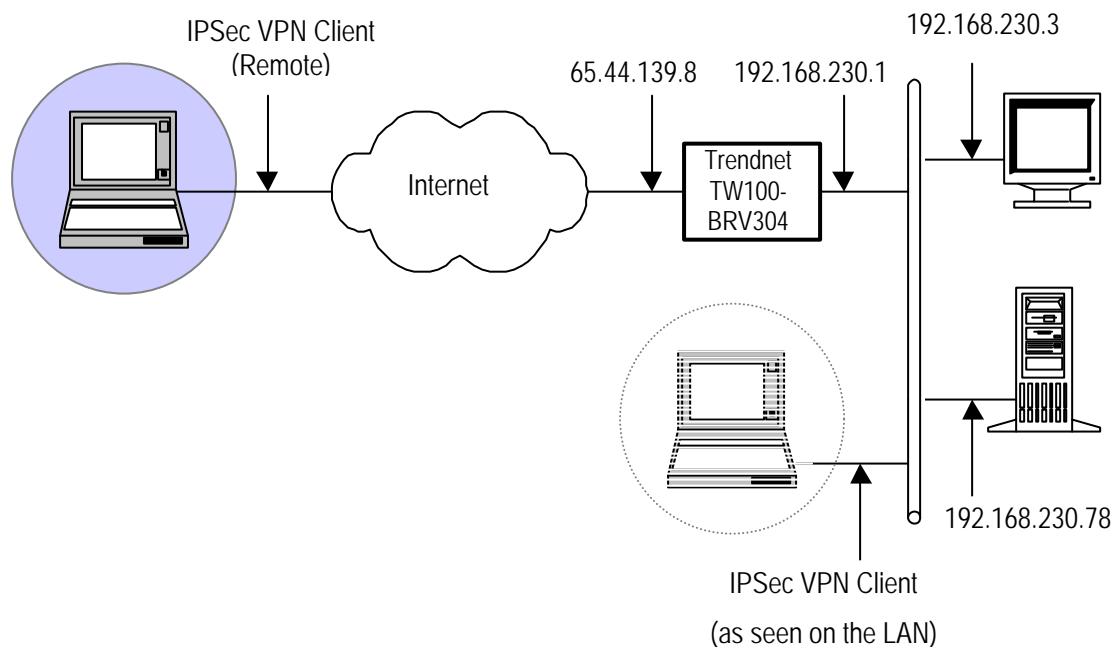 IPSec VPN Client
(Remote)
65.44.139.8
192.168.230.1
192.168.230.3
Internet
Trendnet
TW100-
BRV304
192.168.230.78
IPSec VPN Client
(as seen on the LAN)